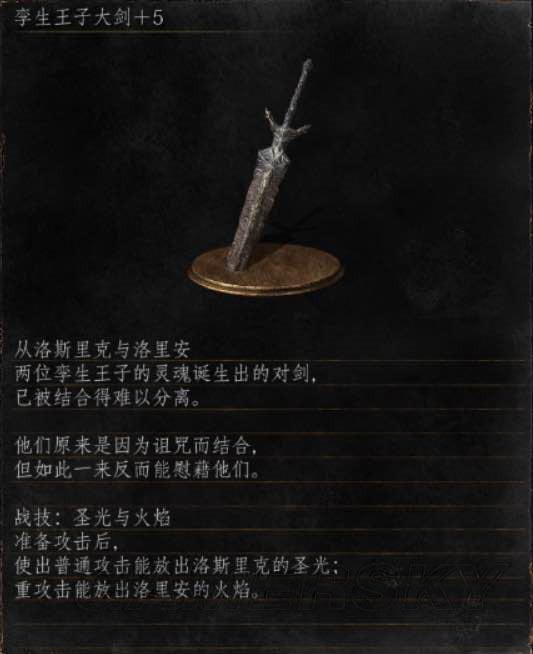 孪生王子大剑+5
从洛斯里克与洛里安
两位孪生王子的灵魂诞生出的对剑，
已被结合得难以分离。
他们原来是因为诅咒而结合，
但如此一来反而能慰藉他们。
战技：圣光与火焰
准备攻击后，
使出普通攻击能放出洛斯里克的圣光；
重攻击能放出洛里安的火焰。